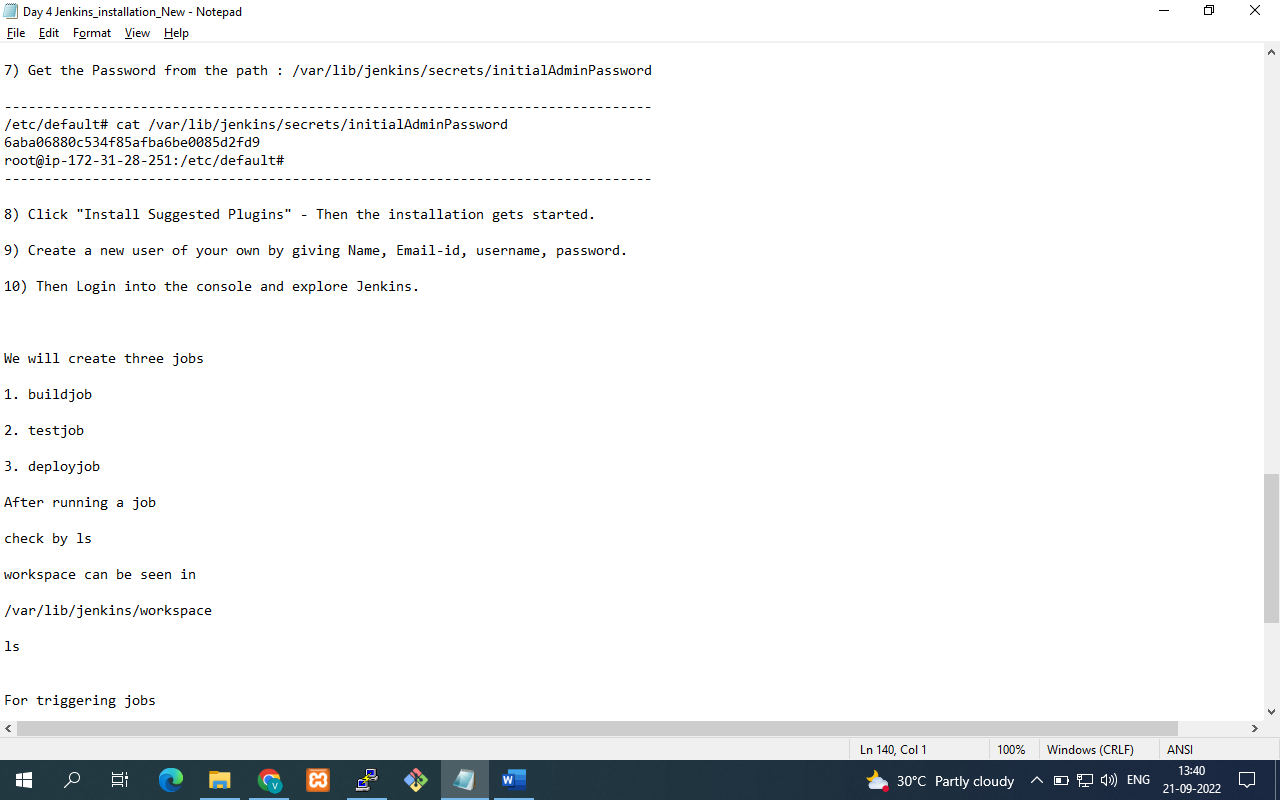 Day 4 Jenkins_installation_New - Notepad
File Edit Format View Help
7) Get the Password from the path : /var/lib/jenkins/secrets/initialAdminPassword
---------------------------------------------------------------------------------
/etc/default# cat /var/lib/jenkins/secrets/initialAdminPassword
6aba06880c534f85afba6be0085d2fd9
root@ip-172-31-28-251:/etc/default#
---------------------------------------------------------------------------------
8) Click "Install Suggested Plugins" - Then the installation gets started.
9) Create a new user of your own by giving Name, Email-id, username, password.
10) Then Login into the console and explore Jenkins.
We will create three jobs
1. buildjob
2. testjob
3. deployjob
After running a job
check by ls
workspace can be seen in
/var/lib/jenkins/workspace
ls
For triggering jobs
Ln 140, Col 1 100% Windows (CRLF) ANSI
30°C Partly cloudy ENG 13:40
21-09-2022